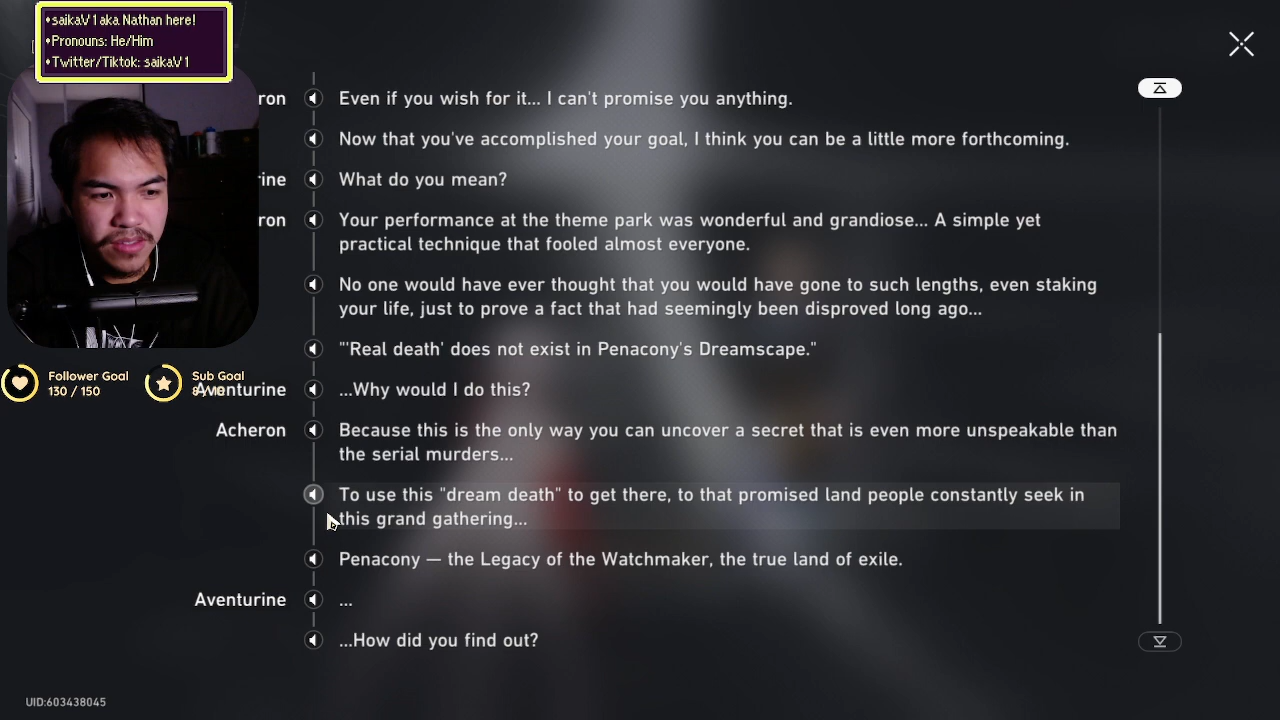 •saikaV1 aka Nathan here!
•Pronouns: He/Him
•Twitter/Tiktok: saikaV1
ron
Even if you wish for it... I can't promise you anything.
Now that you've accomplished your goal, I think you can be a little more forthcoming.
rine
What do you mean?
ron
Your performance at the theme park was wonderful and grandiose... A simple yet
practical technique that fooled almost everyone.
No one would have ever thought that you would have gone to such lengths, even staking
your life, just to prove a fact that had seemingly been disproved long ago...
"'Real death' does not exist in Penacony's Dreamscape."
Follower Goal
130 / 150
Sub Goal
Aventurine
...Why would I do this?
Acheron
Because this is the only way you can uncover a secret that is even more unspeakable than
the serial murders...
To use this "dream death" to get there, to that promised land people constantly seek in
this grand gathering...
Penacony — the Legacy of the Watchmaker, the true land of exile.
Aventurine
...
...How did you find out?
UID:603438045